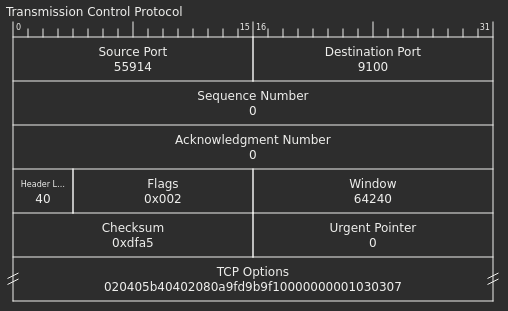 Transmission Control Protocol
0 15 16 31
Source Port Destination Port
55914 9100
Sequence Number
0
Acknowledgment Number
0
Header L... Flags Window
40 0x002 64240
Checksum Urgent Pointer
0xdfa5 0
TCP Options
020405b40402080a9fd9b9f10000000001030307